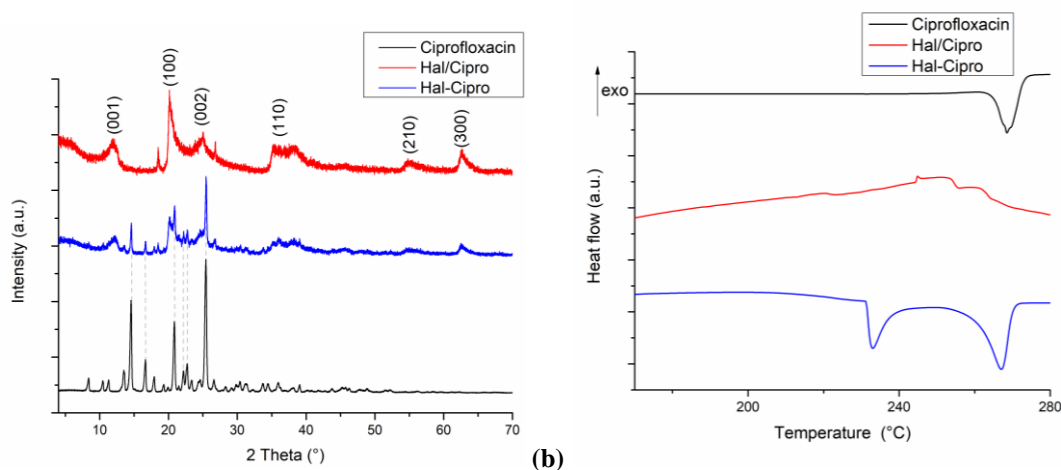 Ciprofloxacin
Hal/Cipro
Hal-Cipro
(001)
(100)
(002)
(110)
(210)
(300)
Intensity (a.u.)
10 20 30 40 50 60 70
2 Theta (°)
(b)
Ciprofloxacin
Hal/Cipro
Hal-Cipro
exo
Heat flow (a.u.)
200 240 280
Temperature (°C)